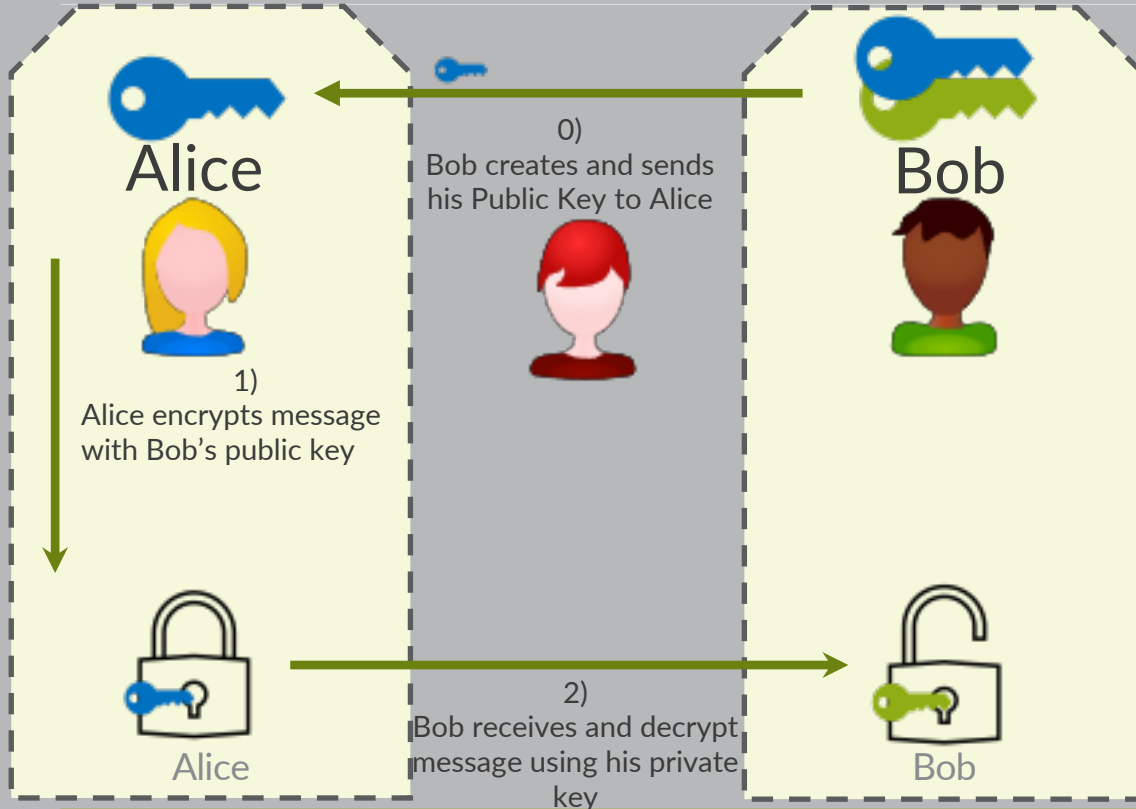 Alice
0)
Bob creates and sends
his Public Key to Alice
Bob
1)
Alice encrypts message
with Bob’s public key
2)
Bob receives and decrypt
message using his private
key
Alice
Bob